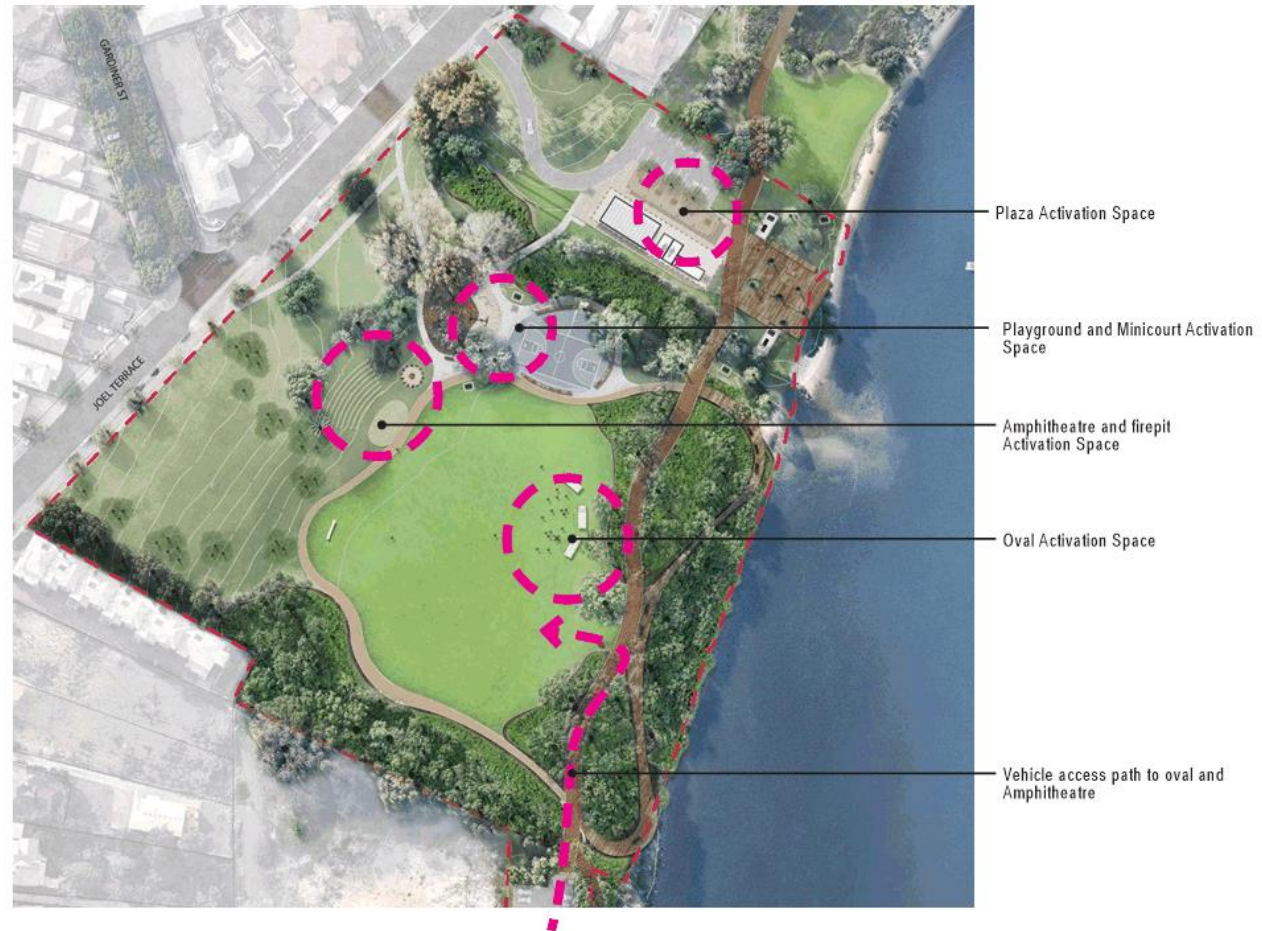 GARDINER ST
JOEL TERRACE
Plaza Activation Space
Playground and Minicourt Activation
Space
Amphitheatre and firepit
Activation Space
Oval Activation Space
Vehicle access path to oval and
Amphitheatre